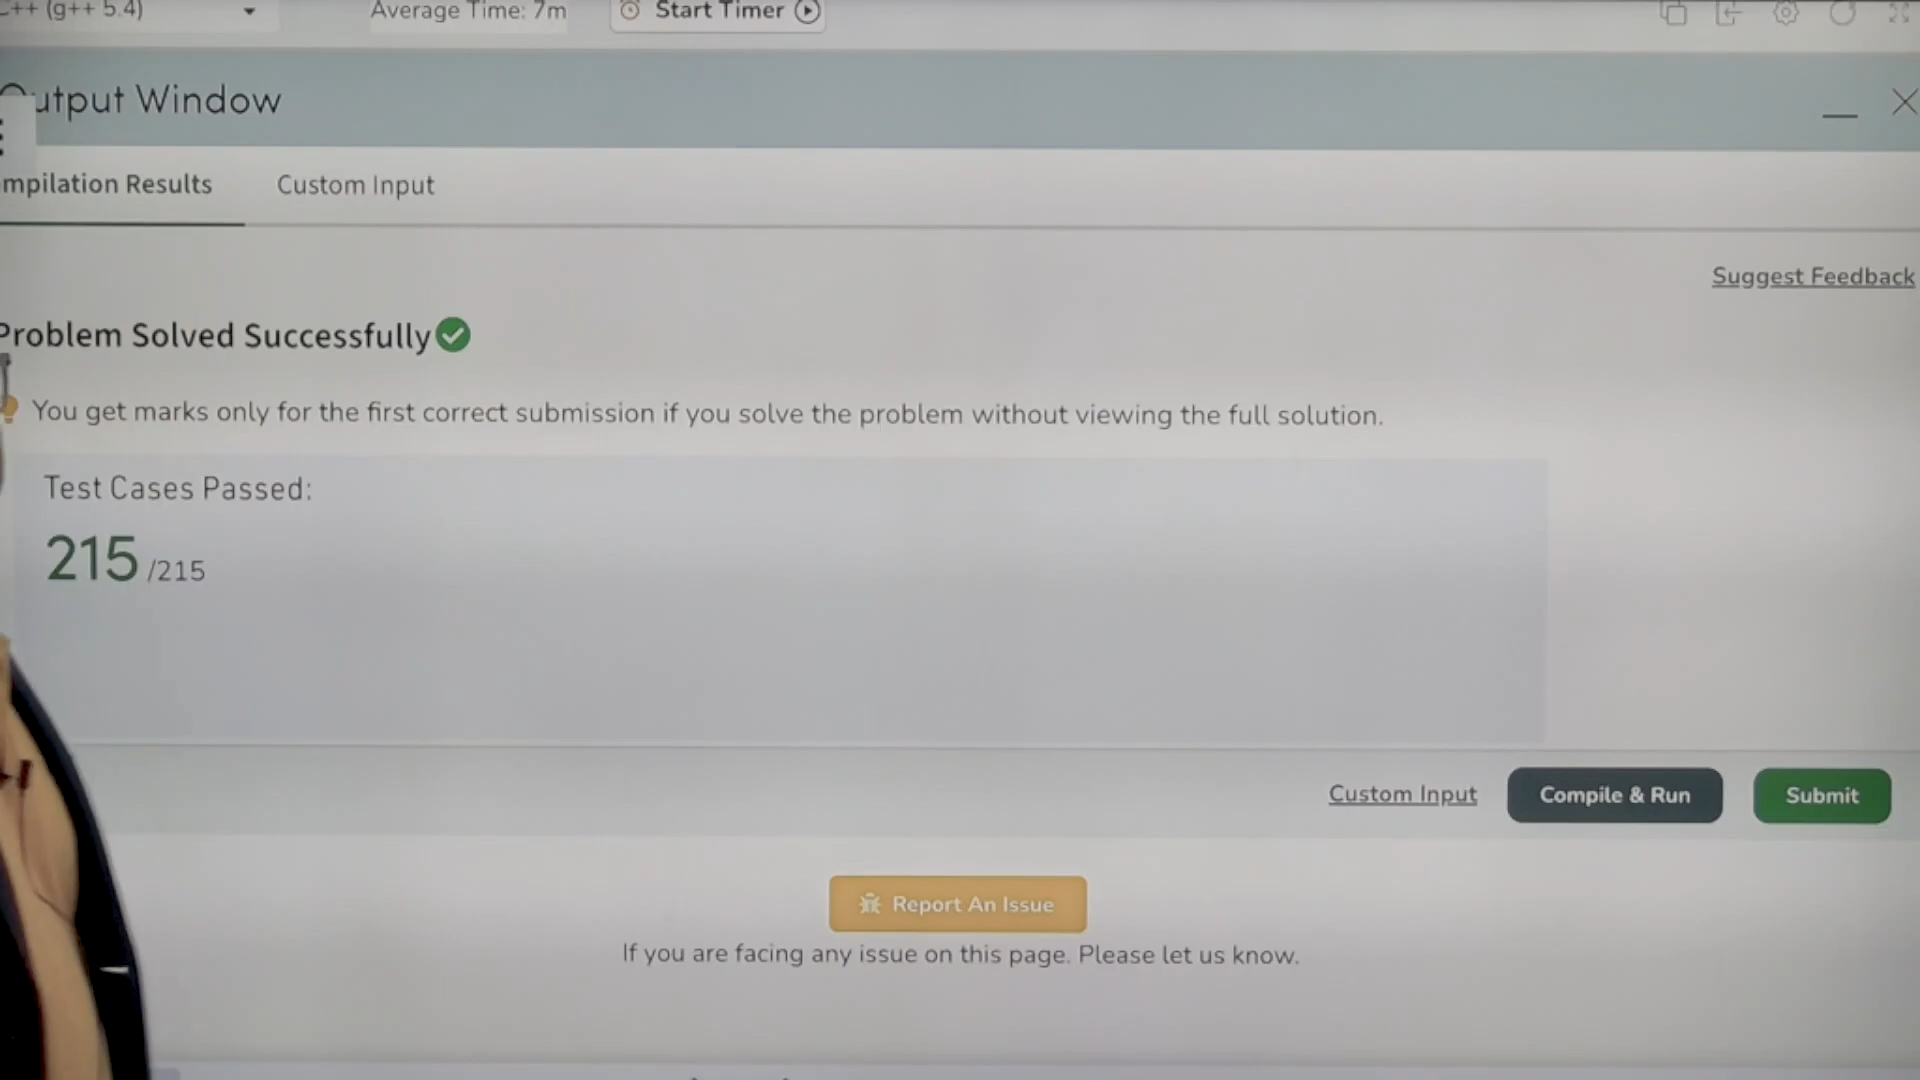 C++ (g++ 5.4)
Average Time: 7m
Start Timer
Output Window
mpilation Results
Custom Input
Suggest Feedback
Problem Solved Successfully
You get marks only for the first correct submission if you solve the problem without viewing the full solution.
Test Cases Passed:
215 /215
Custom Input
Compile & Run
Submit
Report An Issue
If you are facing any issue on this page. Please let us know.